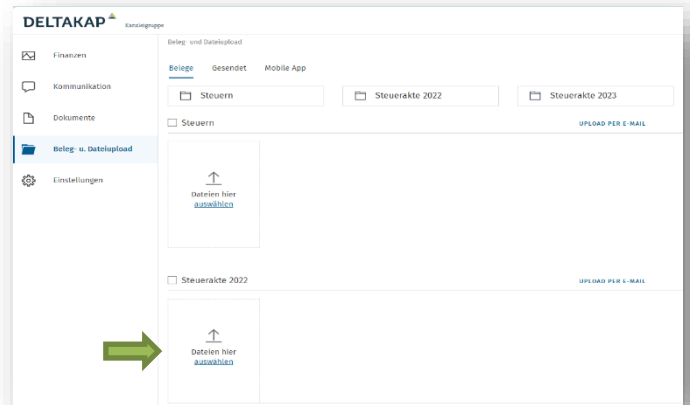 DELTAKAP Kanzleigruppe
Finanzen
Kommunikation
Dokumente
Beleg- u. Dateiupload
Einstellungen
Beleg- und Dateiupload
Belege Gesendet Mobile App
Steuern Steuerakte 2022 Steuerakte 2023
Steuern UPLOAD PER E-MAIL
Dateien hier
auswählen
Steuerakte 2022 UPLOAD PER E-MAIL
Dateien hier
auswählen